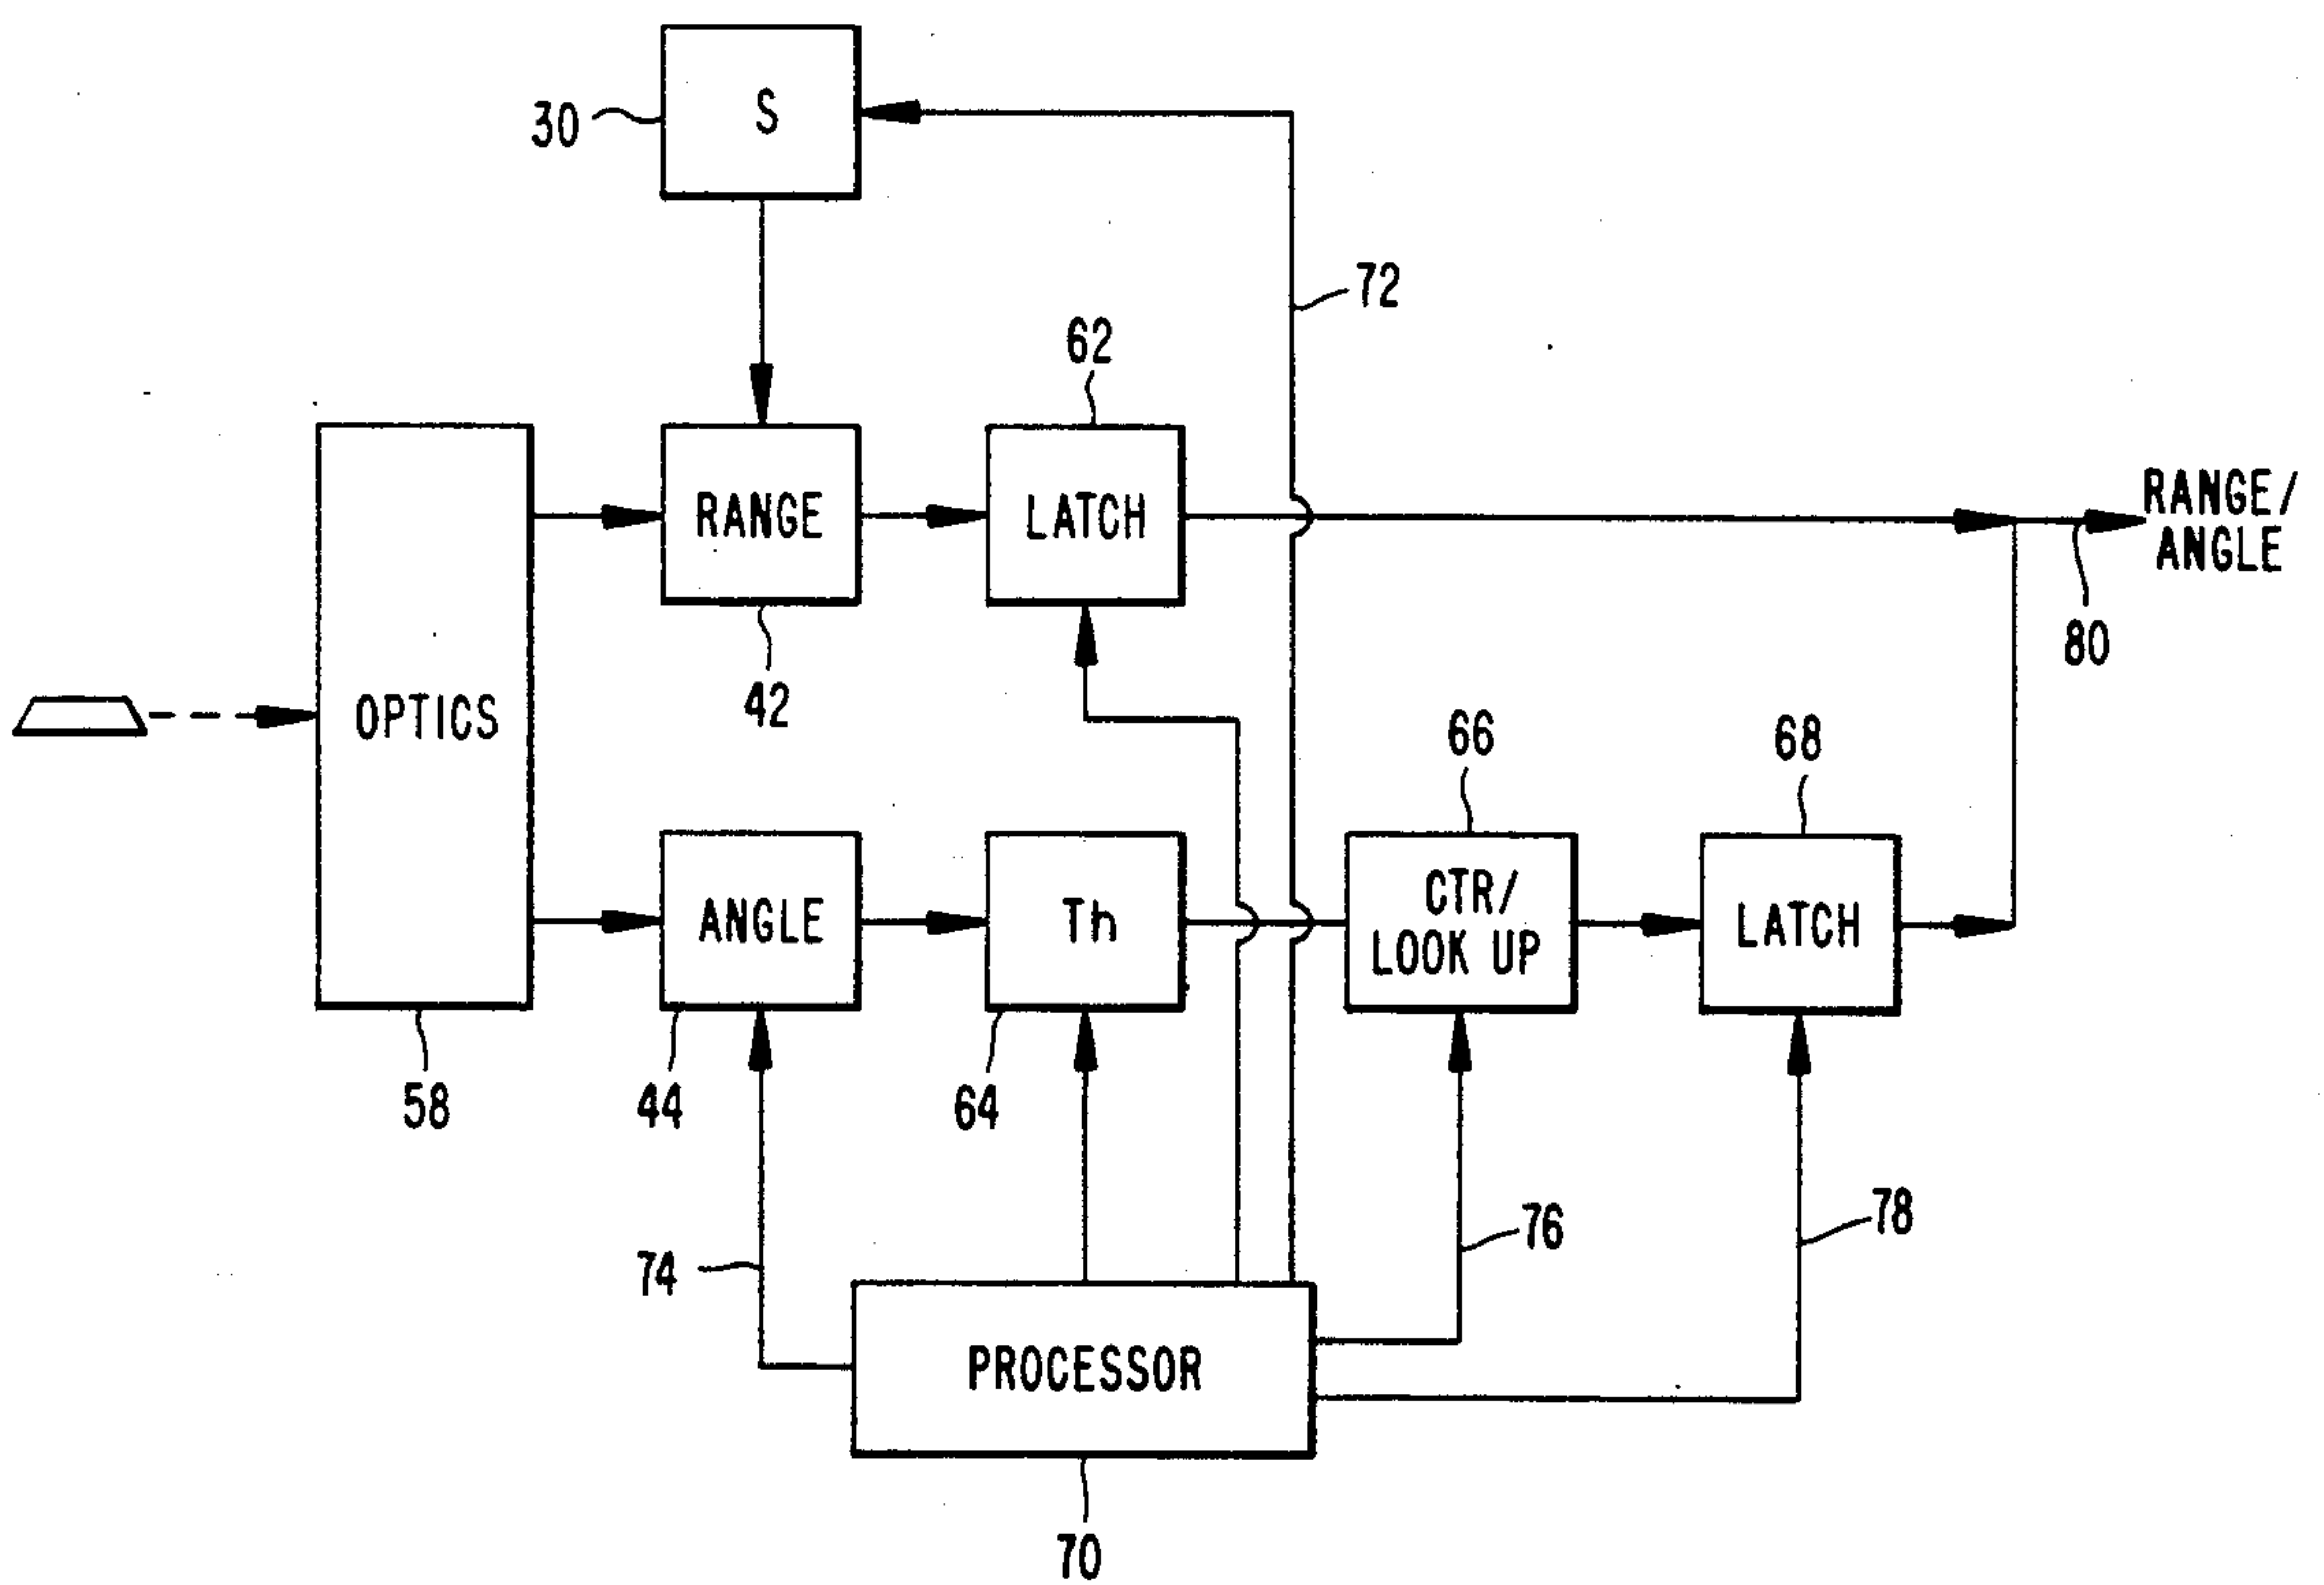 S
30
72
62
RANGE
LATCH
RANGE/
ANGLE
42
80
OPTICS
66
68
ANGLE
Th
CTR/
LOOK UP
LATCH
58
44
64
74
76
78
PROCESSOR
70